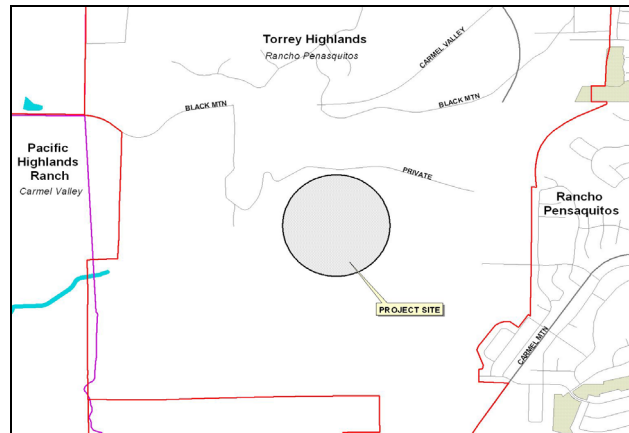 Torrey Highlands
Rancho Penasquitos
CARMEL VALLEY
BLACK MTN
BLACK MTN
Pacific
Highlands
Ranch
Carmel Valley
PRIVATE
Rancho
Pensaquitos
PROJECT SITE
CARMEL MTN